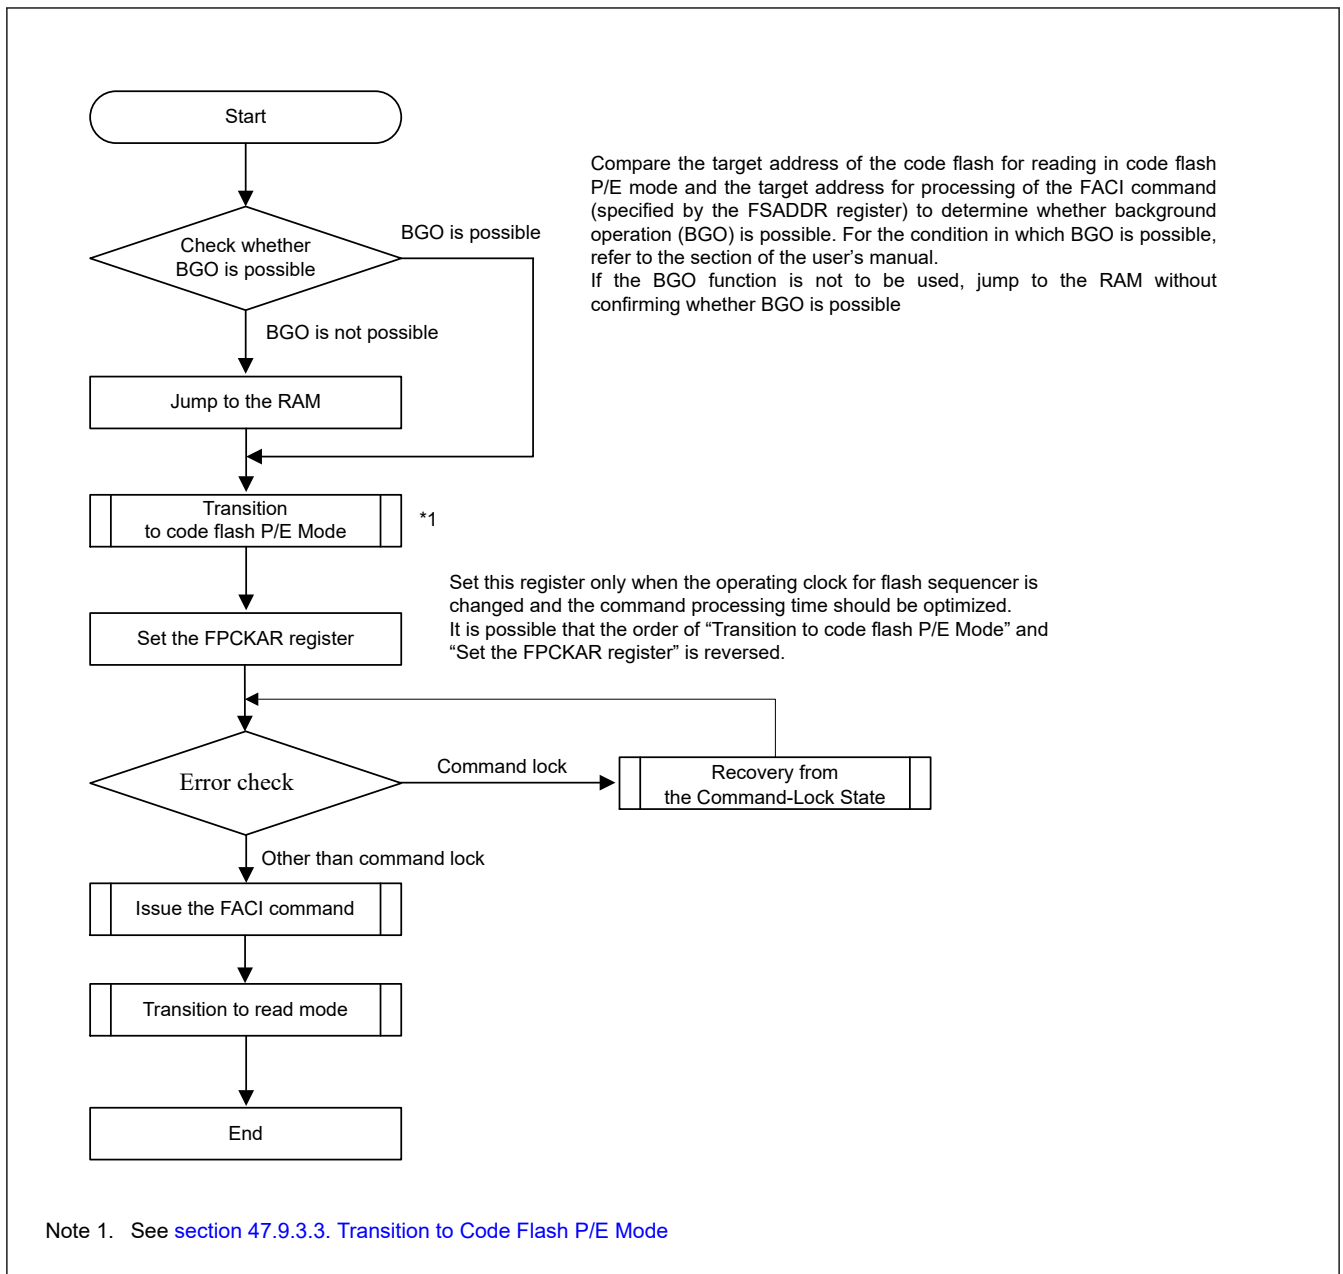 Start
Compare the target address of the code flash for reading in code flash
P/E mode and the target address for processing of the FACI command
(specified by the FSADDR register) to determine whether background
operation (BGO) is possible. For the condition in which BGO is possible,
refer to the section of the user's manual.
If the BGO function is not to be used, jump to the RAM without
confirming whether BGO is possible
Check whether
BGO is possible
BGO is possible
BGO is not possible
Jump to the RAM
Transition
to code flash P/E Mode
*1
Set this register only when the operating clock for flash sequencer is
changed and the command processing time should be optimized.
It is possible that the order of “Transition to code flash P/E Mode” and
“Set the FPCKAR register” is reversed.
Set the FPCKAR register
Error check
Command lock
Recovery from
the Command-Lock State
Other than command lock
Issue the FACI command
Transition to read mode
End
Note 1. See section 47.9.3.3. Transition to Code Flash P/E Mode